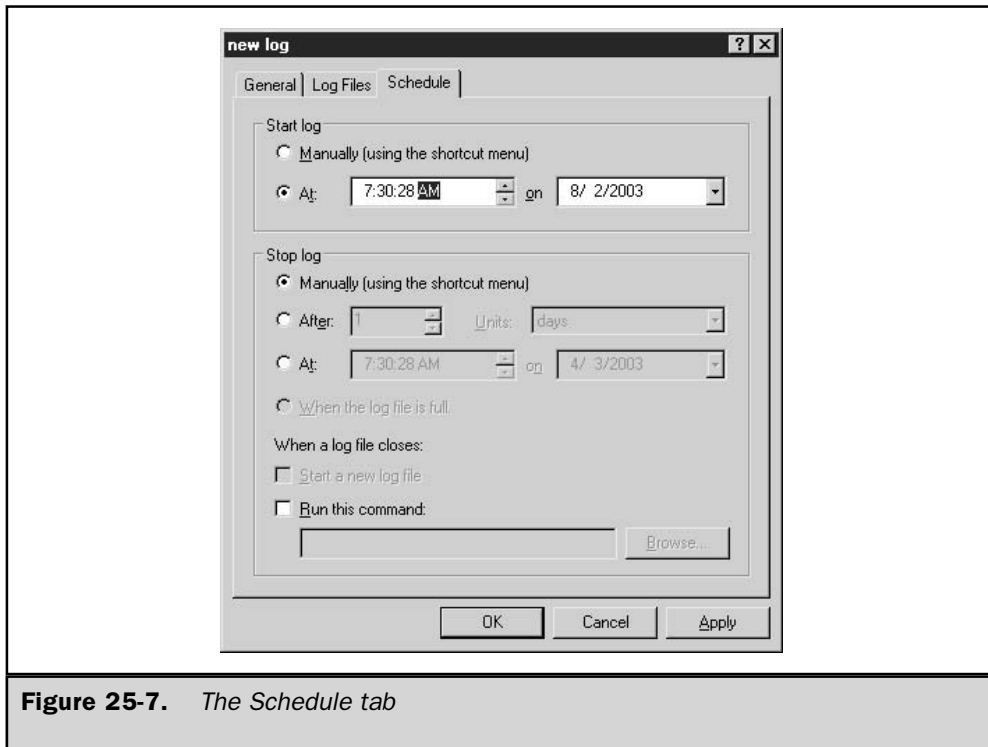 new log
General Log Files Schedule
Start log
Manually (using the shortcut menu)
At: 7:30:28 AM on 8/ 2/2003
Stop log
Manually (using the shortcut menu)
After: 1 Units: days
At: 7:30:28 AM on 4/ 3/2003
When the log file is full.
When a log file closes:
Start a new log file
Run this command:
Browse...
OK Cancel Apply
Figure 25-7. The Schedule tab